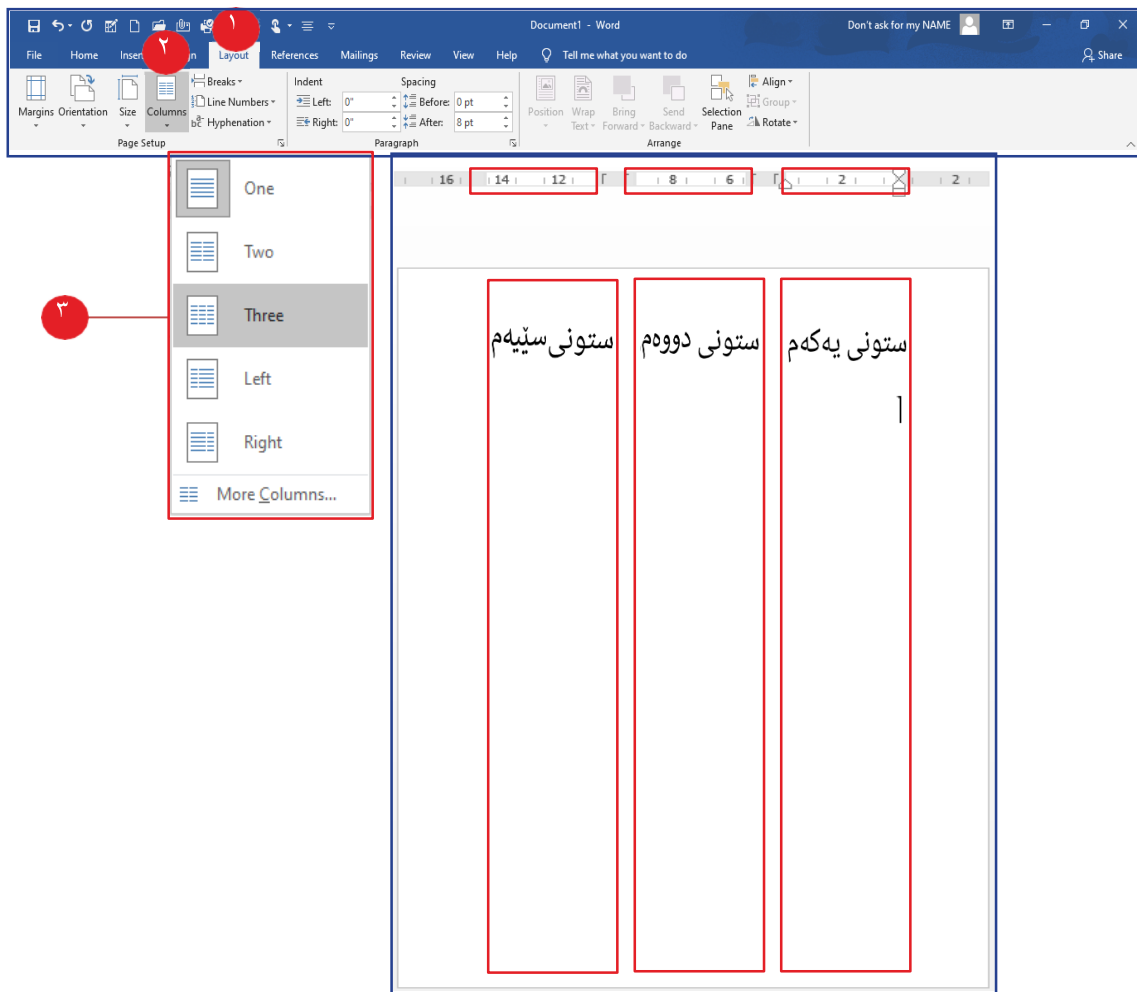 ١
Document1 - Word
Don't ask for my NAME
٢
File Home Inser n Layout References Mailings Review View Help Tell me what you want to do Share
Margins Orientation Size Columns
Breaks
Line Numbers
Hyphenation
Page Setup
Indent Spacing
Left: 0" Before: 0 pt
Right: 0" After: 8 pt
Paragraph
Position Wrap Text Bring Forward Send Backward Selection Pane
Align
Group
Rotate
Arrange
One
Two
٣
Three
Left
Right
More Columns...
16 14 12 8 6 2 2
ستونی یەکەم
ستونی دووەم
ستونی سێیەم